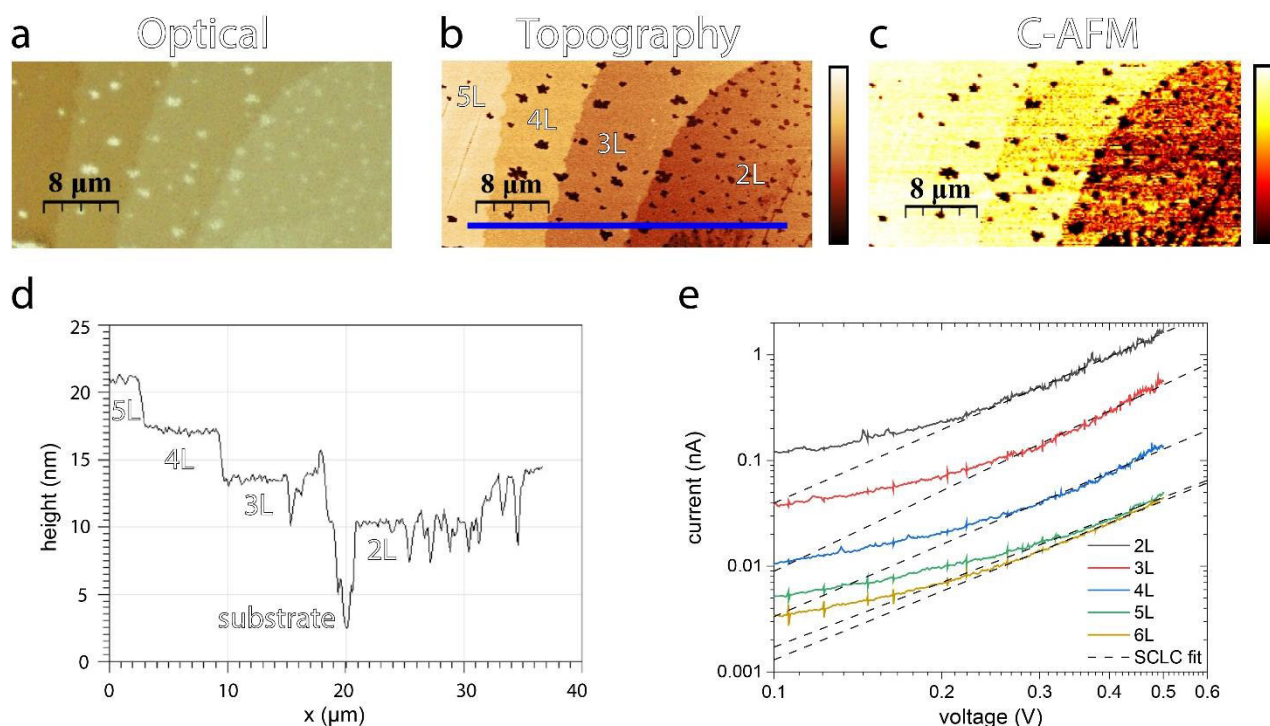 a Optical
b Topography
c C-AFM
8 µm
5L
4L
3L
2L
8 µm
8 µm
d
25
20
15
10
5
0
height (nm)
5L
4L
3L
2L
substrate
0 10 20 30 40
x (µm)
e
1
0.1
0.01
0.001
current (nA)
2L
3L
4L
5L
6L
SCLC fit
0.1 0.2 0.3 0.4 0.5 0.6
voltage (V)